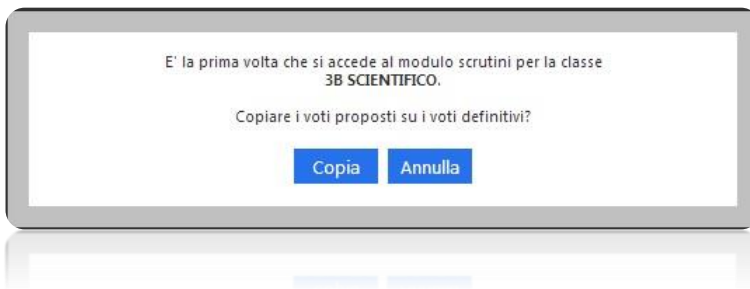 E' la prima volta che si accede al modulo scrutini per la classe
3B SCIENTIFICO.
Copiare i voti proposti su i voti definitivi?
Copia Annulla